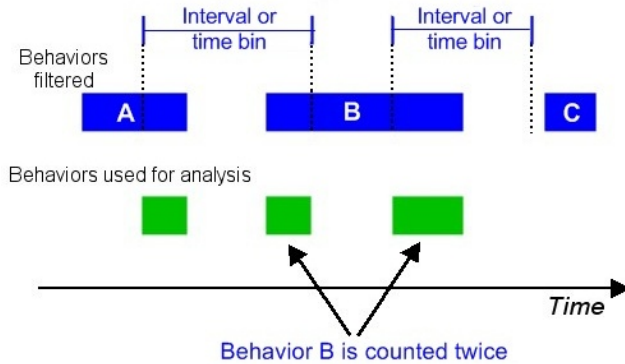 Interval or
time bin
Interval or
time bin
Behaviors
filtered
A
B
C
Behaviors used for analysis
Time
Behavior B is counted twice